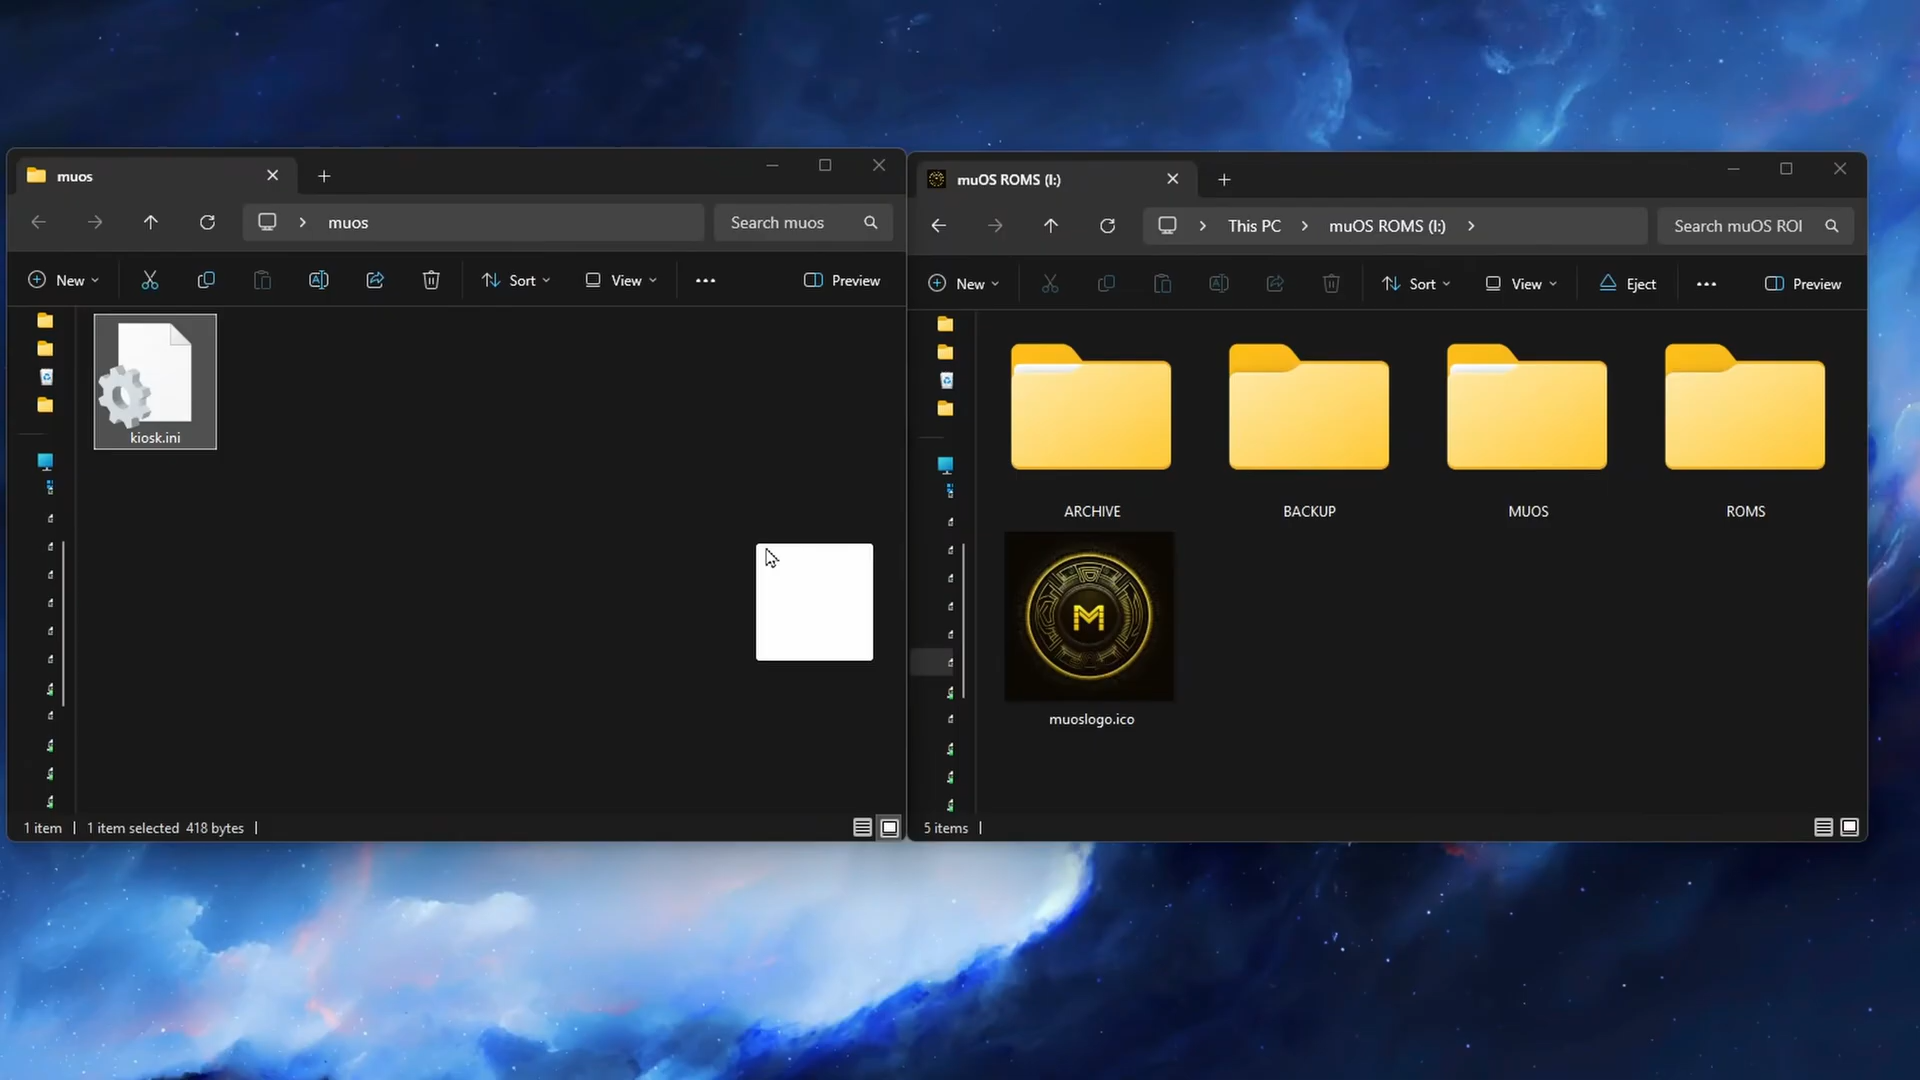 muos
muos
Search muos
New
Sort
View
Preview
kiosk.ini
1 item
1 item selected 418 bytes
muOS ROMS (I:)
This PC
muOS ROMS (I:)
Search muOS ROI
New
Sort
View
Eject
Preview
ARCHIVE
BACKUP
MUOS
ROMS
M
muoslogo.ico
5 items